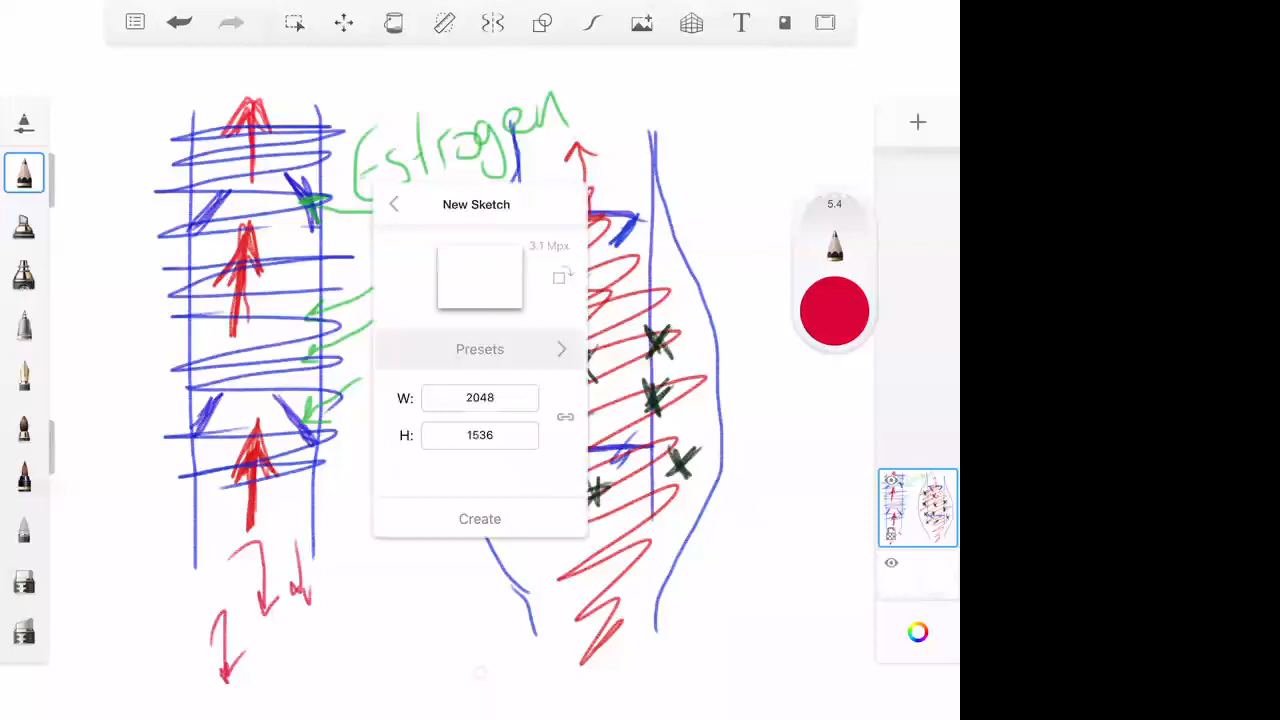 Estrogen
New Sketch
3.1 Mpx
5.4
Presets
W: 2048
H: 1536
Create